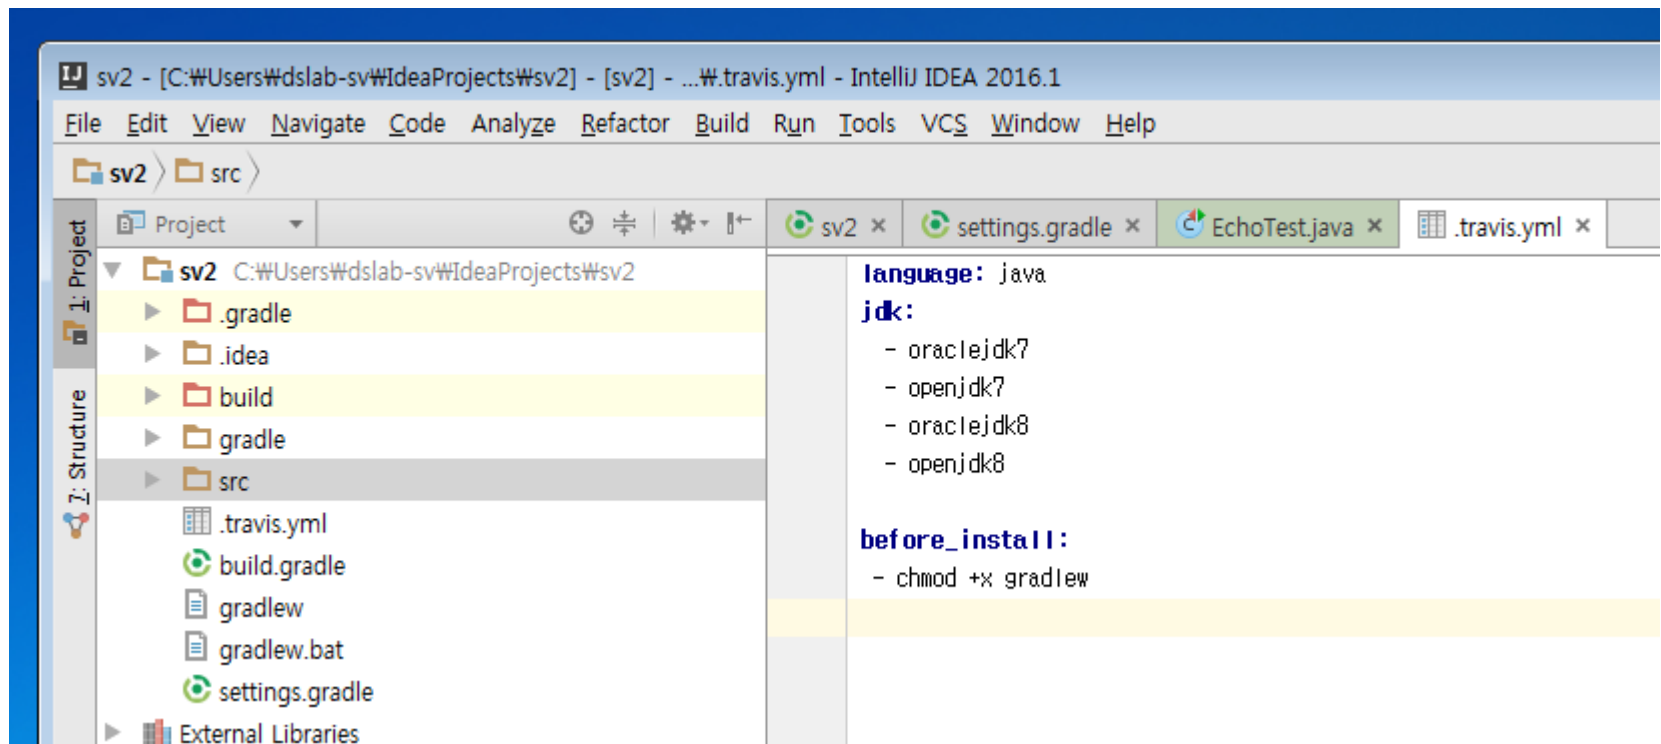 sv2 - [C:₩Users₩dslab-sv₩IdeaProjects₩sv2] - [sv2] - ...₩.travis.yml - IntelliJ IDEA 2016.1
File Edit View Navigate Code Analyze Refactor Build Run Tools VCS Window Help
sv2 src
1: Project
7: Structure
Project
sv2 C:₩Users₩dslab-sv₩IdeaProjects₩sv2
.gradle
.idea
build
gradle
src
.travis.yml
build.gradle
gradlew
gradlew.bat
settings.gradle
External Libraries
sv2 × settings.gradle × EchoTest.java × .travis.yml ×
language: java
jdk:
- oraclejdk7
- openjdk7
- oraclejdk8
- openjdk8
before_install:
- chmod +x gradlew